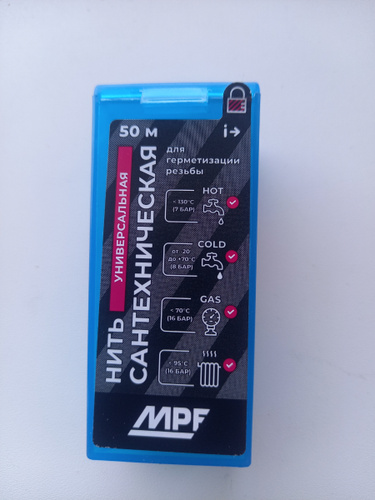 50 м
i→
НИТЬ УНИВЕРСАЛЬНАЯ
САНТЕХНИЧЕСКАЯ
для
герметизации
резьбы
HOT
< 130°C
(7 БАР)
COLD
от -20
до +70°C
(8 БАР)
GAS
< 70°C
(16 БАР)
< 95°C
(16 БАР)
MPF